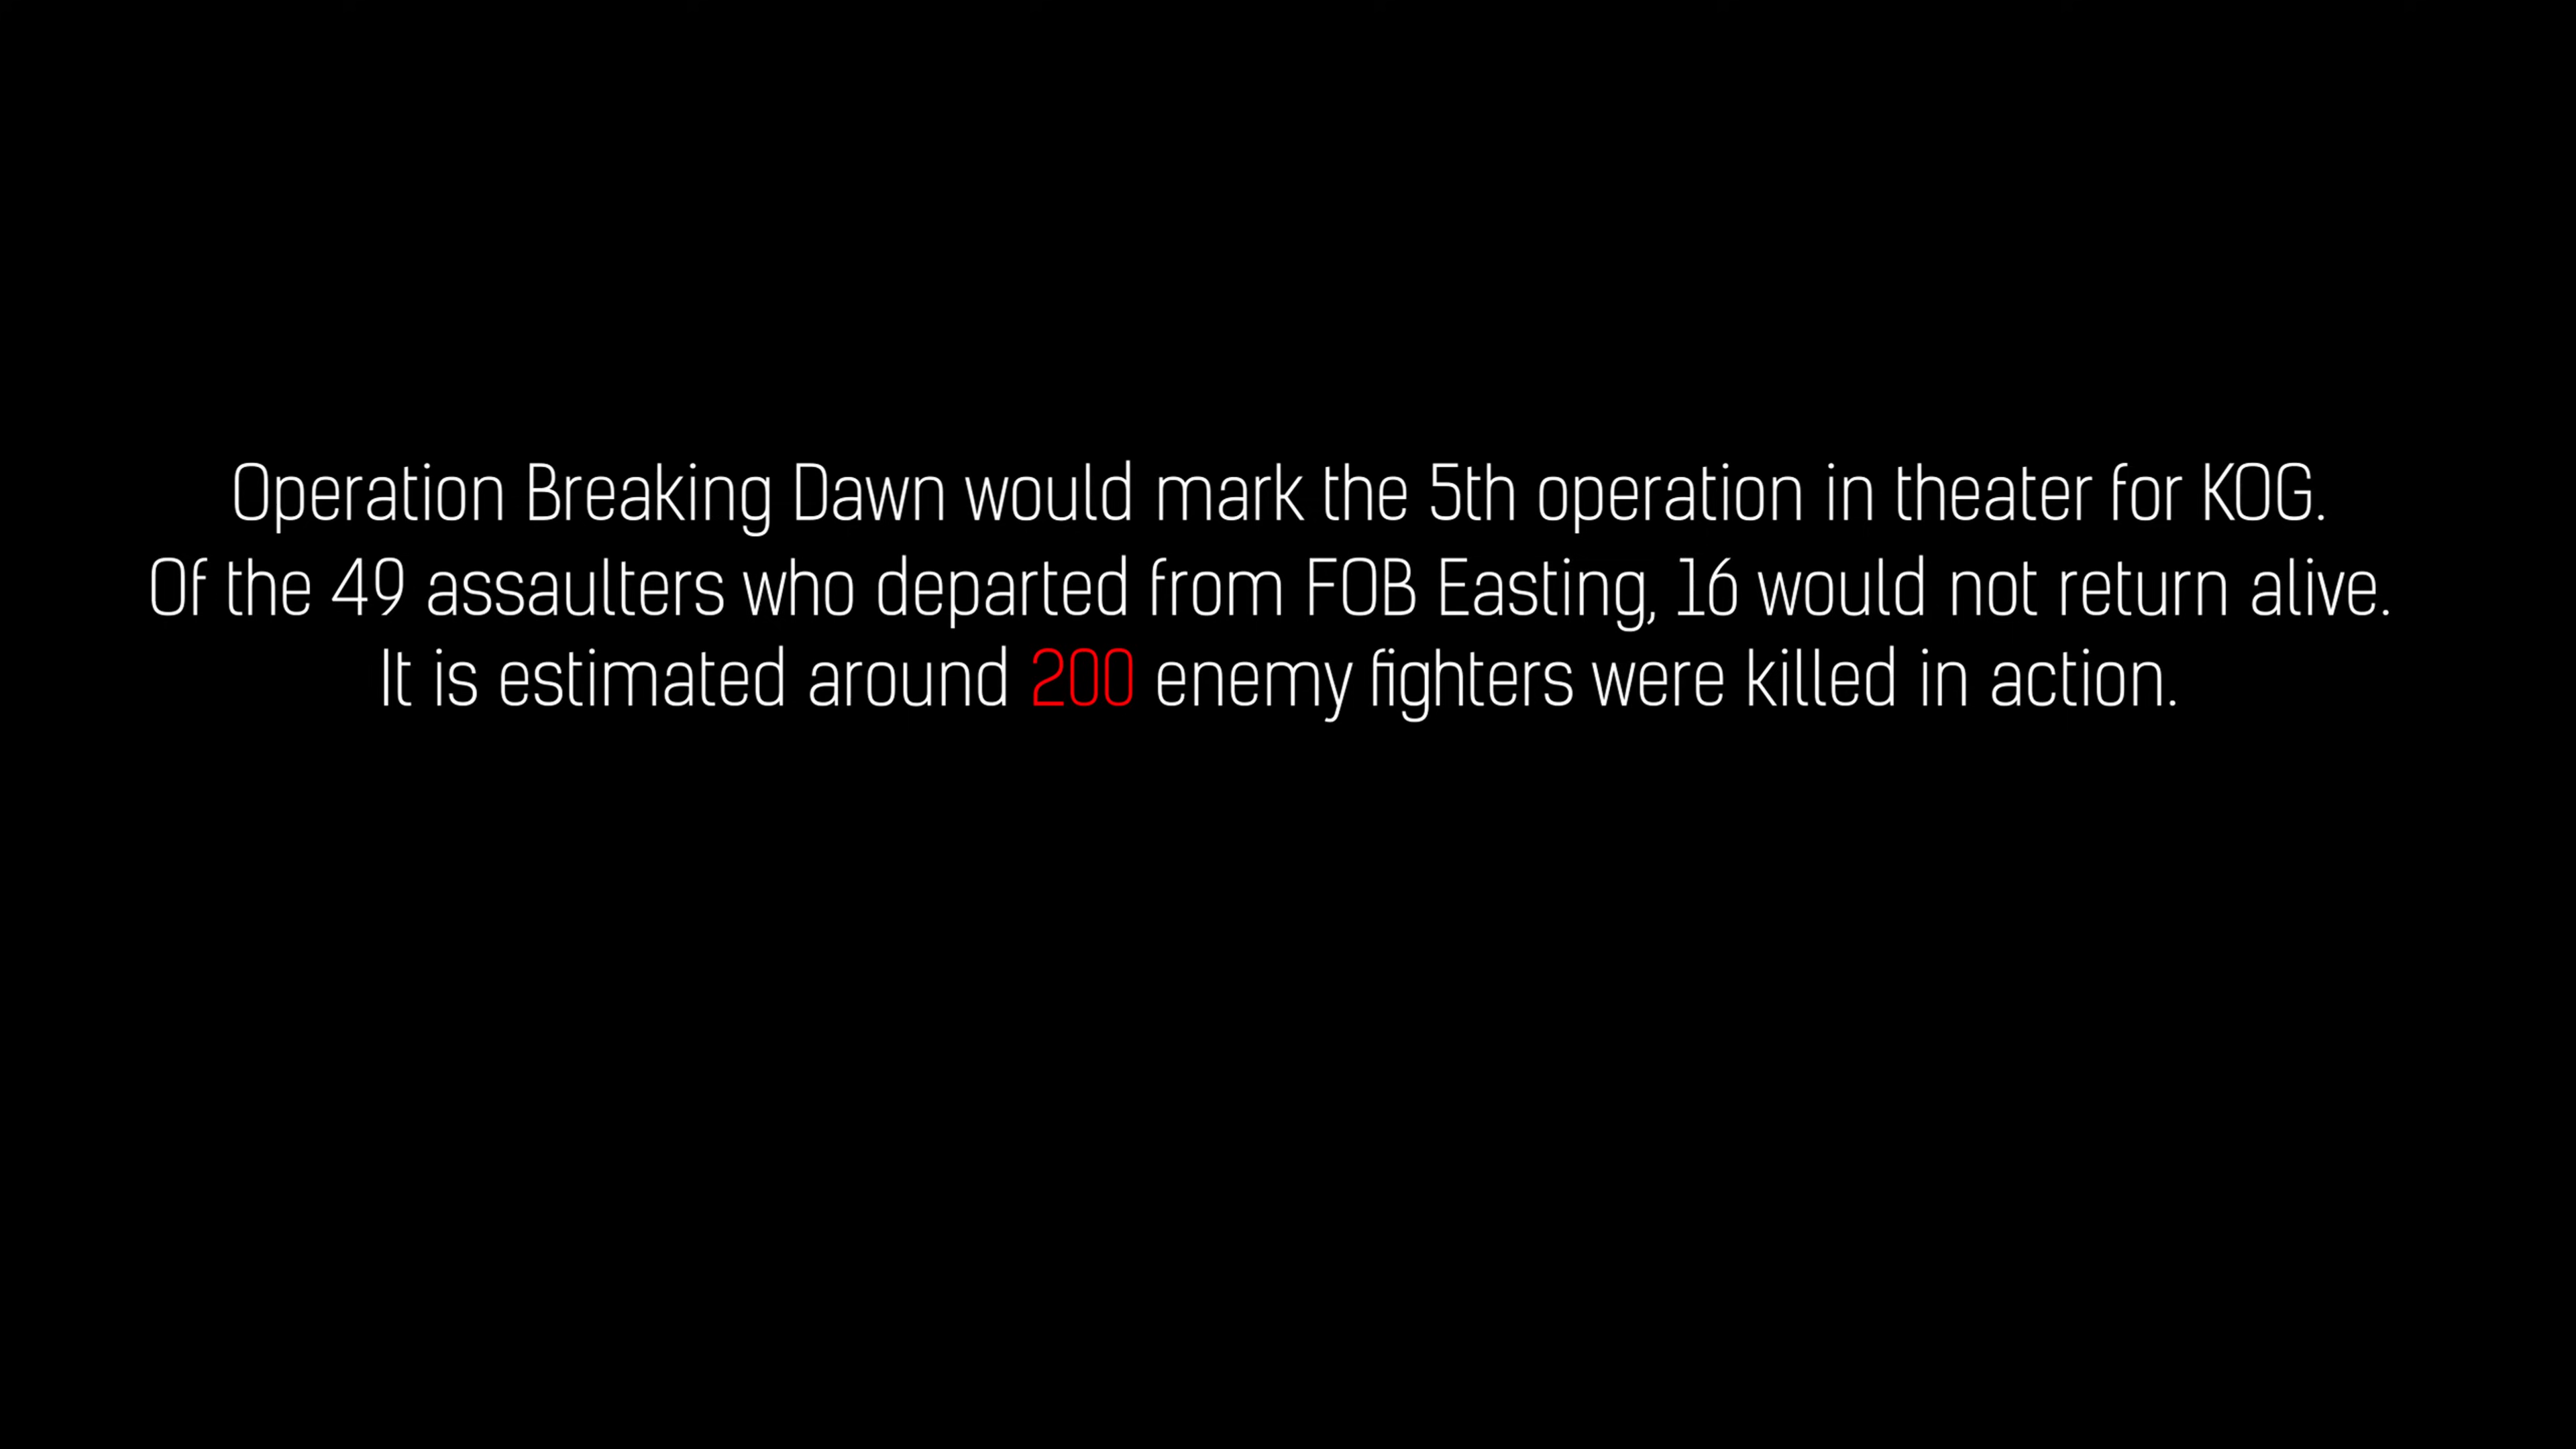 Operation Breaking Dawn would mark the 5th operation in theater for KOG.
Of the 49 assaulters who departed from FOB Easting, 16 would not return alive.
It is estimated around 200 enemy fighters were killed in action.